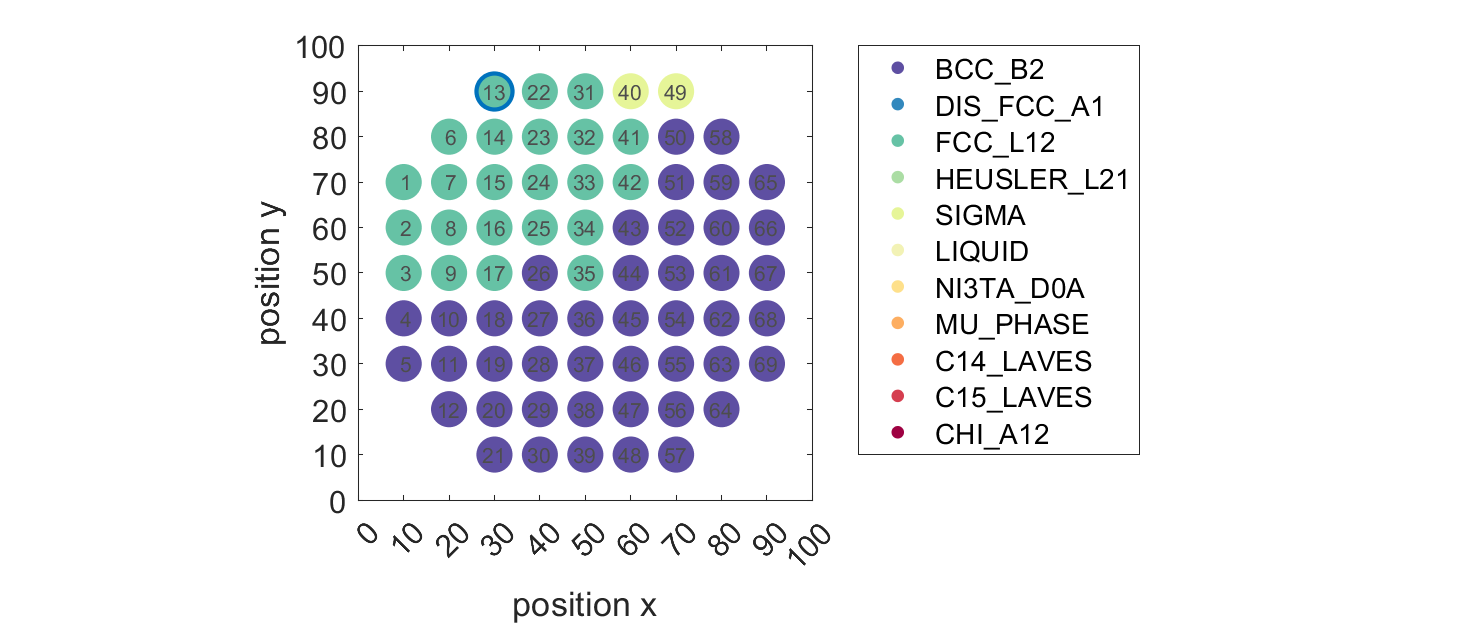 100
90
80
70
60
50
40
30
20
10
0
position y
13 22 31 40 49
6 14 23 32 41 50 58
1 7 15 24 33 42 51 59 65
2 8 16 25 34 43 52 60 66
3 9 17 26 35 44 53 61 67
4 10 18 27 36 45 54 62 68
5 11 19 28 37 46 55 63 69
12 20 29 38 47 56 64
21 30 39 48 57
0 10 20 30 40 50 60 70 80 90 100
position x
BCC_B2
DIS_FCC_A1
FCC_L12
HEUSLER_L21
SIGMA
LIQUID
NI3TA_D0A
MU_PHASE
C14_LAVES
C15_LAVES
CHI_A12